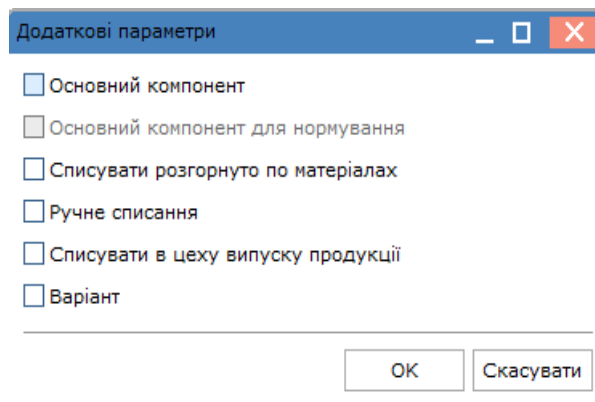 Додаткові параметри
Основний компонент
Основний компонент для нормування
Списувати розгорнуто по матеріалах
Ручне списання
Списувати в цеху випуску продукції
Варіант
OK Скасувати